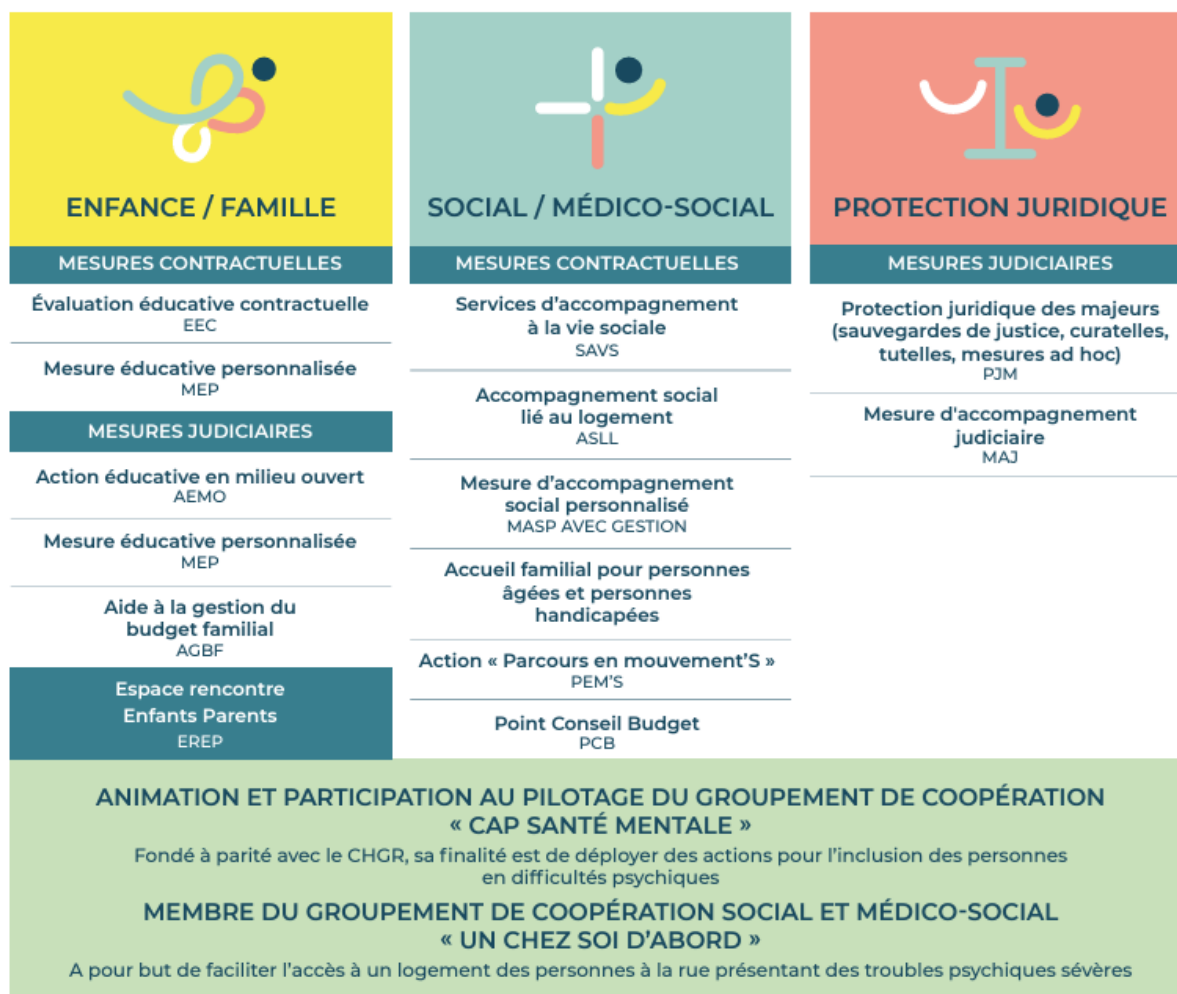 ENFANCE / FAMILLE
MESURES CONTRACTUELLES
Évaluation éducative contractuelle
EEC
Mesure éducative personnalisée
MEP
MESURES JUDICIAIRES
Action éducative en milieu ouvert
AEMO
Mesure éducative personnalisée
MEP
Aide à la gestion du
budget familial
AGBF
Espace rencontre
Enfants Parents
EREP
SOCIAL / MÉDICO-SOCIAL
MESURES CONTRACTUELLES
Services d’accompagnement
à la vie sociale
SAVS
Accompagnement social
lié au logement
ASLL
Mesure d’accompagnement
social personnalisé
MASP AVEC GESTION
Accueil familial pour personnes
âgées et personnes
handicapées
Action « Parcours en mouvement’S »
PEM’S
Point Conseil Budget
PCB
PROTECTION JURIDIQUE
MESURES JUDICIAIRES
Protection juridique des majeurs
(sauvegardes de justice, curatelles,
tutelles, mesures ad hoc)
PJM
Mesure d'accompagnement
judiciaire
MAJ
ANIMATION ET PARTICIPATION AU PILOTAGE DU GROUPEMENT DE COOPÉRATION
« CAP SANTÉ MENTALE »
Fondé à parité avec le CHGR, sa finalité est de déployer des actions pour l’inclusion des personnes
en difficultés psychiques
MEMBRE DU GROUPEMENT DE COOPÉRATION SOCIAL ET MÉDICO-SOCIAL
« UN CHEZ SOI D’ABORD »
A pour but de faciliter l’accès à un logement des personnes à la rue présentant des troubles psychiques sévères